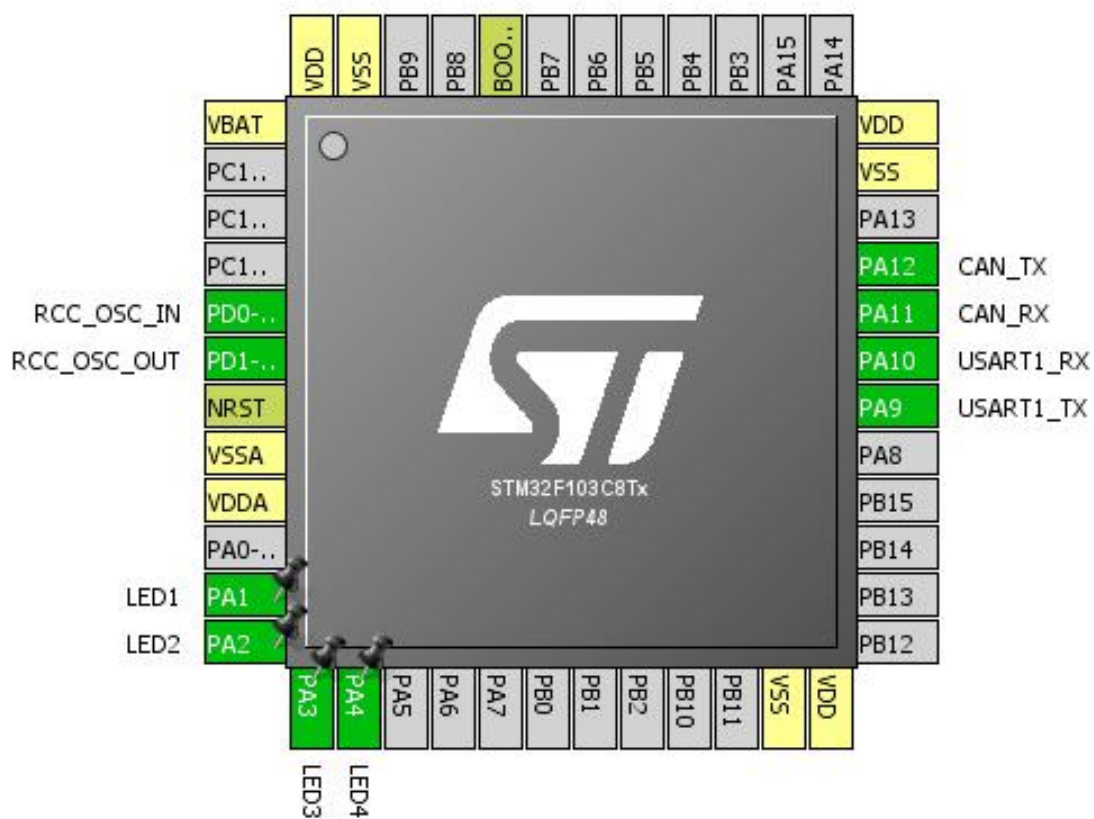 VDD VSS PB9 PB8 BOO.. PB7 PB6 PB5 PB4 PB3 PA15 PA14
VBAT VDD
PC1.. VSS
PC1.. PA13
PC1.. PA12 CAN_TX
RCC_OSC_IN PD0-.. PA11 CAN_RX
RCC_OSC_OUT PD1-.. PA10 USART1_RX
NRST PA9 USART1_TX
VSSA PA8
STM32F103C8Tx
VDDA PB15
LQFP48
PA0-.. PB14
LED1 PA1 PB13
LED2 PA2 PB12
PA3 PA4 PA5 PA6 PA7 PB0 PB1 PB2 PB10 PB11 VSS VDD
LED3 LED4